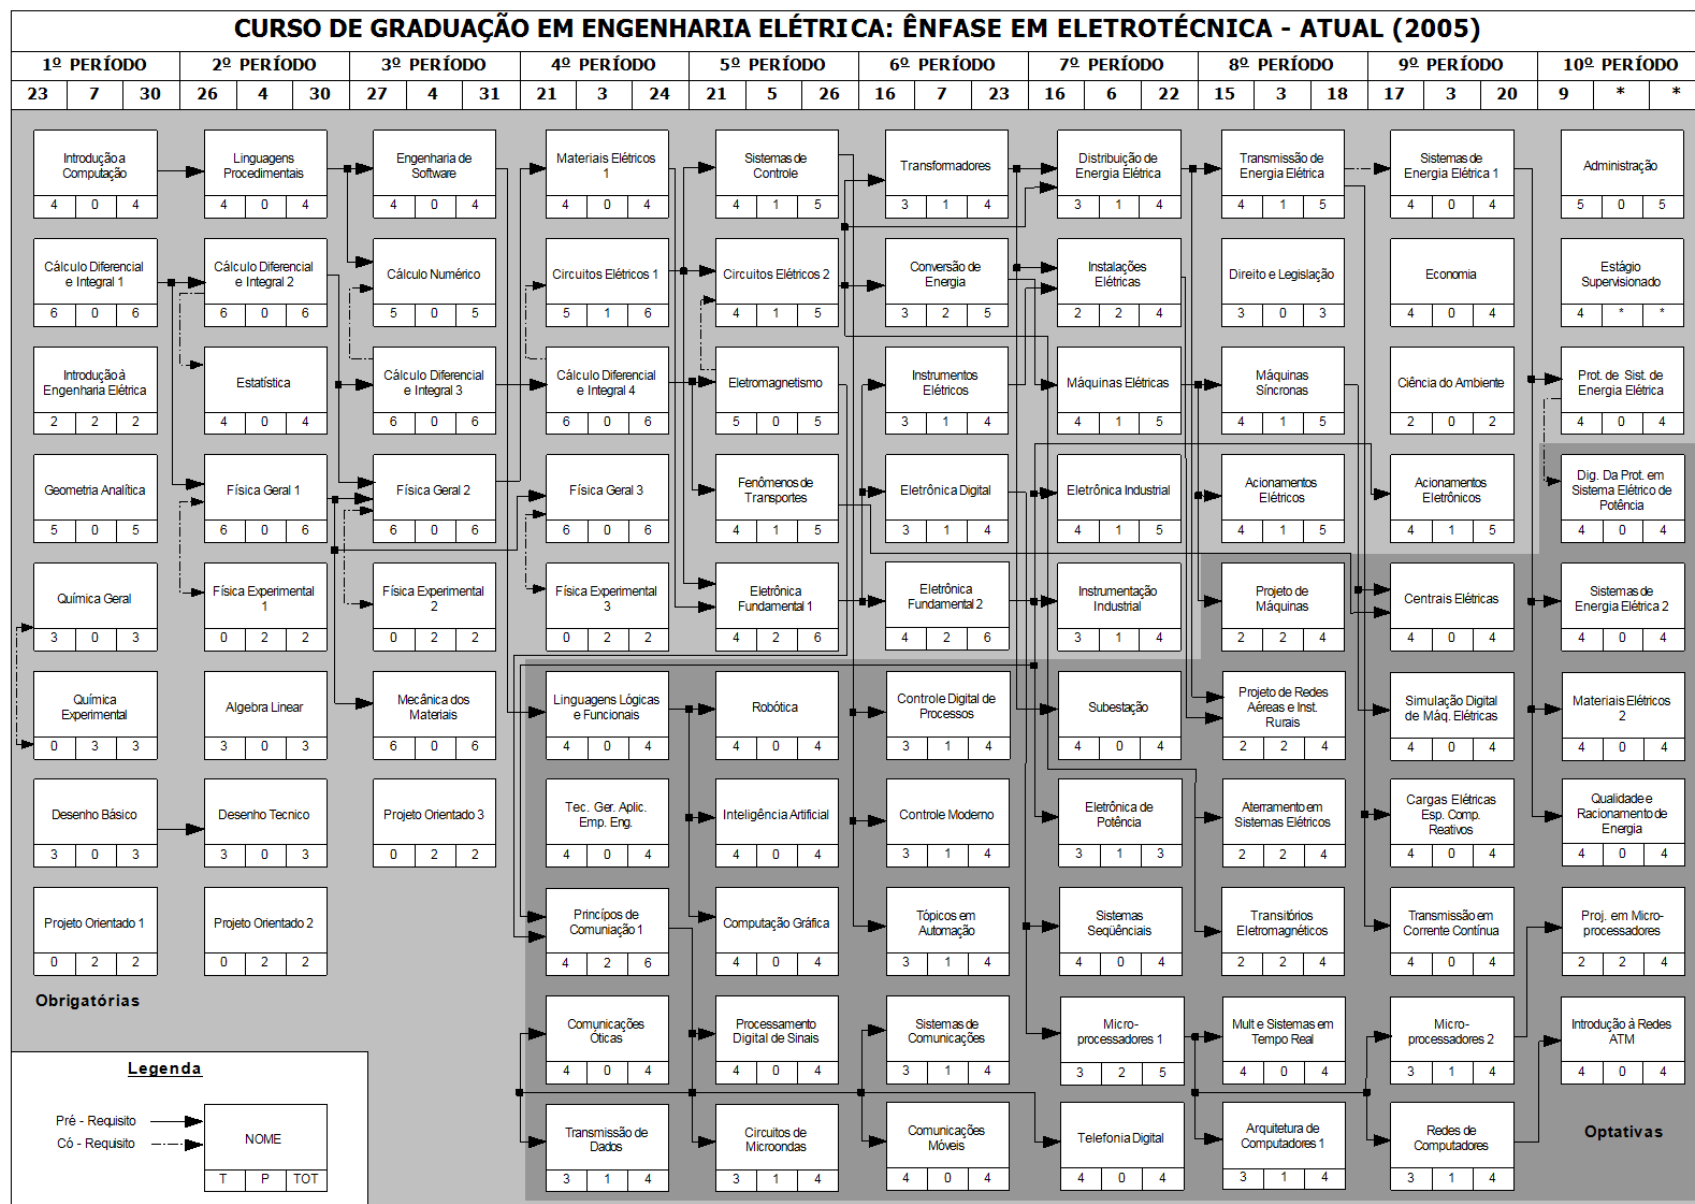 CURSO DE GRADUAÇÃO EM ENGENHARIA ELÉTRICA: ÊNFASE EM ELETROTÉCNICA - ATUAL (2005)
1º PERÍODO 2º PERÍODO 3º PERÍODO 4º PERÍODO 5º PERÍODO 6º PERÍODO 7º PERÍODO 8º PERÍODO 9º PERÍODO 10º PERÍODO
23 7 30 26 4 30 27 4 31 21 3 24 21 5 26 16 7 23 16 6 22 15 3 18 17 3 20 9 * *
Introdução a Linguagens Engenharia de Materiais Elétricos Sistemas de Transformadores Distribuição de Transmissão de Sistemas de Administração
Computação Procedimentais Software 1 Controle Energia Elétrica Energia Elétrica Energia Elétrica 1
4 0 4 4 0 4 4 0 4 4 0 4 4 1 5 3 1 4 3 1 4 4 1 5 4 0 4 5 0 5
Cálculo Diferencial Cálculo Diferencial Cálculo Numérico Circuitos Elétricos 1 Circuitos Elétricos 2 Conversão de Instalações Direito e Legislação Economia Estágio
e Integral 1 e Integral 2 Energia Elétricas Supervisionado
6 0 6 6 0 6 5 0 5 5 1 6 4 1 5 3 2 5 2 2 4 3 0 3 4 0 4 4 * *
Introdução à Estatística Cálculo Diferencial Cálculo Diferencial Eletromagnetismo Instrumentos Máquinas Elétricas Máquinas Ciência do Ambiente Prot. de Sist. de
Engenharia Elétrica e Integral 3 e Integral 4 Elétricos Síncronas Energia Elétrica
2 2 2 4 0 4 6 0 6 6 0 6 5 0 5 3 1 4 4 1 5 4 1 5 2 0 2 4 0 4
Geometria Analítica Física Geral 1 Física Geral 2 Física Geral 3 Fenômenos de Transportes Eletrônica Digital Eletrônica Industrial Acionamentos Elétricos Acionamentos Eletrônicos Dig. Da Prot. em
Sistema Elétrico de
Potência
5 0 5 6 0 6 6 0 6 6 0 6 4 1 5 3 1 4 4 1 5 4 1 5 4 1 5 4 0 4
Química Geral Física Experimental Física Experimental Física Experimental Eletrônica Eletrônica Instrumentação Projeto de Centrais Elétricas Sistemas de
1 2 3 Fundamental 1 Fundamental 2 Industrial Máquinas Energia Elétrica 2
3 0 3 0 2 2 0 2 2 0 2 2 4 2 6 4 2 6 3 1 4 2 2 4 4 0 4 4 0 4
Química Algebra Linear Mecânica dos Linguagens Lógicas Robótica Controle Digital de Subestação Projeto de Redes Simulação Digital Materiais Elétricos
Experimental Materiais e Funcionais Processos Aéreas e Inst. de Máq. Elétricas 2
Rurais
0 3 3 3 0 3 6 0 6 4 0 4 4 0 4 3 1 4 4 0 4 2 2 4 4 0 4 4 0 4
Desenho Básico Desenho Tecnico Projeto Orientado 3 Tec. Ger. Aplic. Inteligência Artificial Controle Moderno Eletrônica de Aterramento em Cargas Elétricas Qualidade e
Emp. Eng. Potência Sistemas Elétricos Esp. Comp. Racionamento de
Reativos Energia
3 0 3 3 0 3 0 2 2 4 0 4 4 0 4 3 1 4 3 1 3 2 2 4 4 0 4 4 0 4
Projeto Orientado 1 Projeto Orientado 2 Princípos de Computação Gráfica Tópicos em Sistemas Transitórios Transmissão em Proj. em Micro-
Comuniação 1 Automação Seqüênciais Eletromagnéticos Corrente Contínua processadores
0 2 2 0 2 2 4 2 6 4 0 4 3 1 4 4 0 4 2 2 4 4 0 4 2 2 4
Obrigatórias
Comunicações Processamento Sistemas de Micro- Mult e Sistemas em Micro- Introdução à Redes
Óticas Digital de Sinais Comunicações processadores 1 Tempo Real processadores 2 ATM
4 0 4 4 0 4 3 1 4 3 2 5 4 0 4 3 1 4 4 0 4
Legenda
Pré - Requisito
Có - Requisito
NOME
T P TOT
Transmissão de Circuitos de Comunicações Telefonia Digital Arquitetura de Redes de
Dados Microondas Móveis Computadores 1 Computadores
3 1 4 3 1 4 4 0 4 4 0 4 3 1 4 3 1 4
Optativas